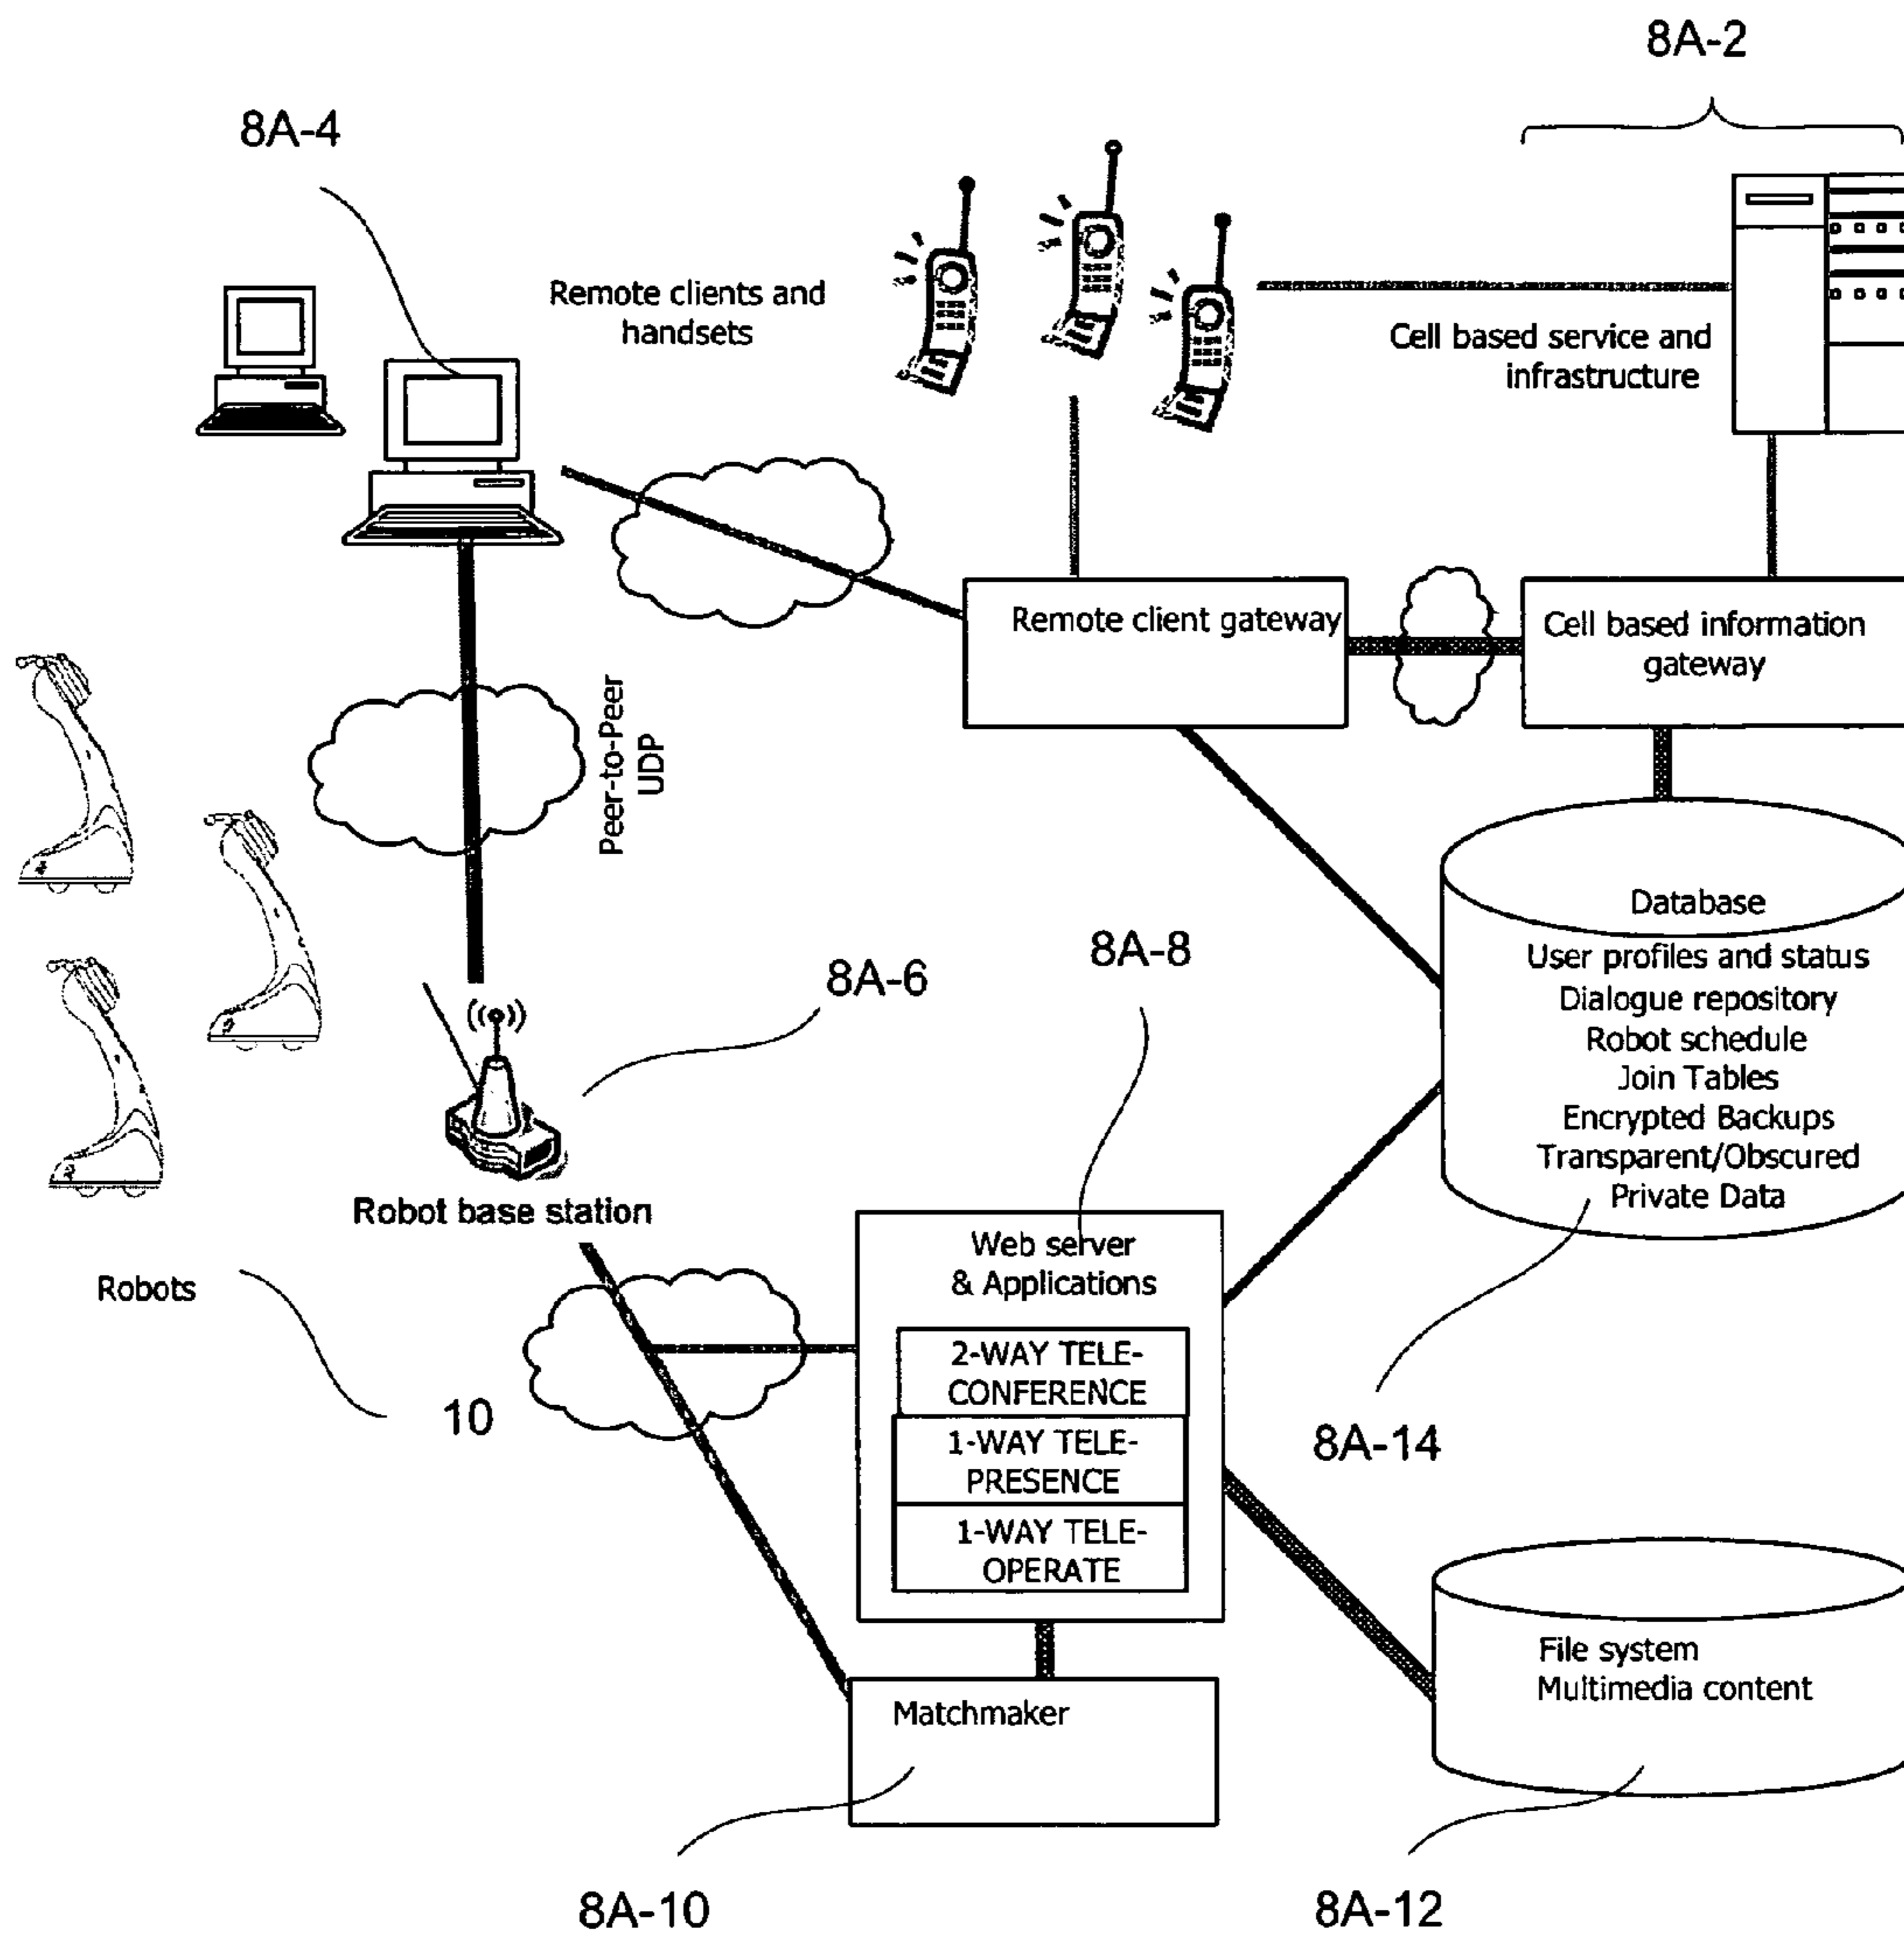 8A-2
8A-4
Remote clients and
handsets
Cell based service and
infrastructure
Remote client gateway
Cell based information
gateway
Peer-to-Peer
UDP
Database
User profiles and status
Dialogue repository
Robot schedule
Join Tables
Encrypted Backups
Transparent/Obscured
Private Data
8A-8
8A-6
Robot base station
Robots
10
Web server
& Applications
2-WAY TELE-
CONFERENCE
1-WAY TELE-
PRESENCE
1-WAY TELE-
OPERATE
8A-14
File system
Multimedia content
Matchmaker
8A-10
8A-12